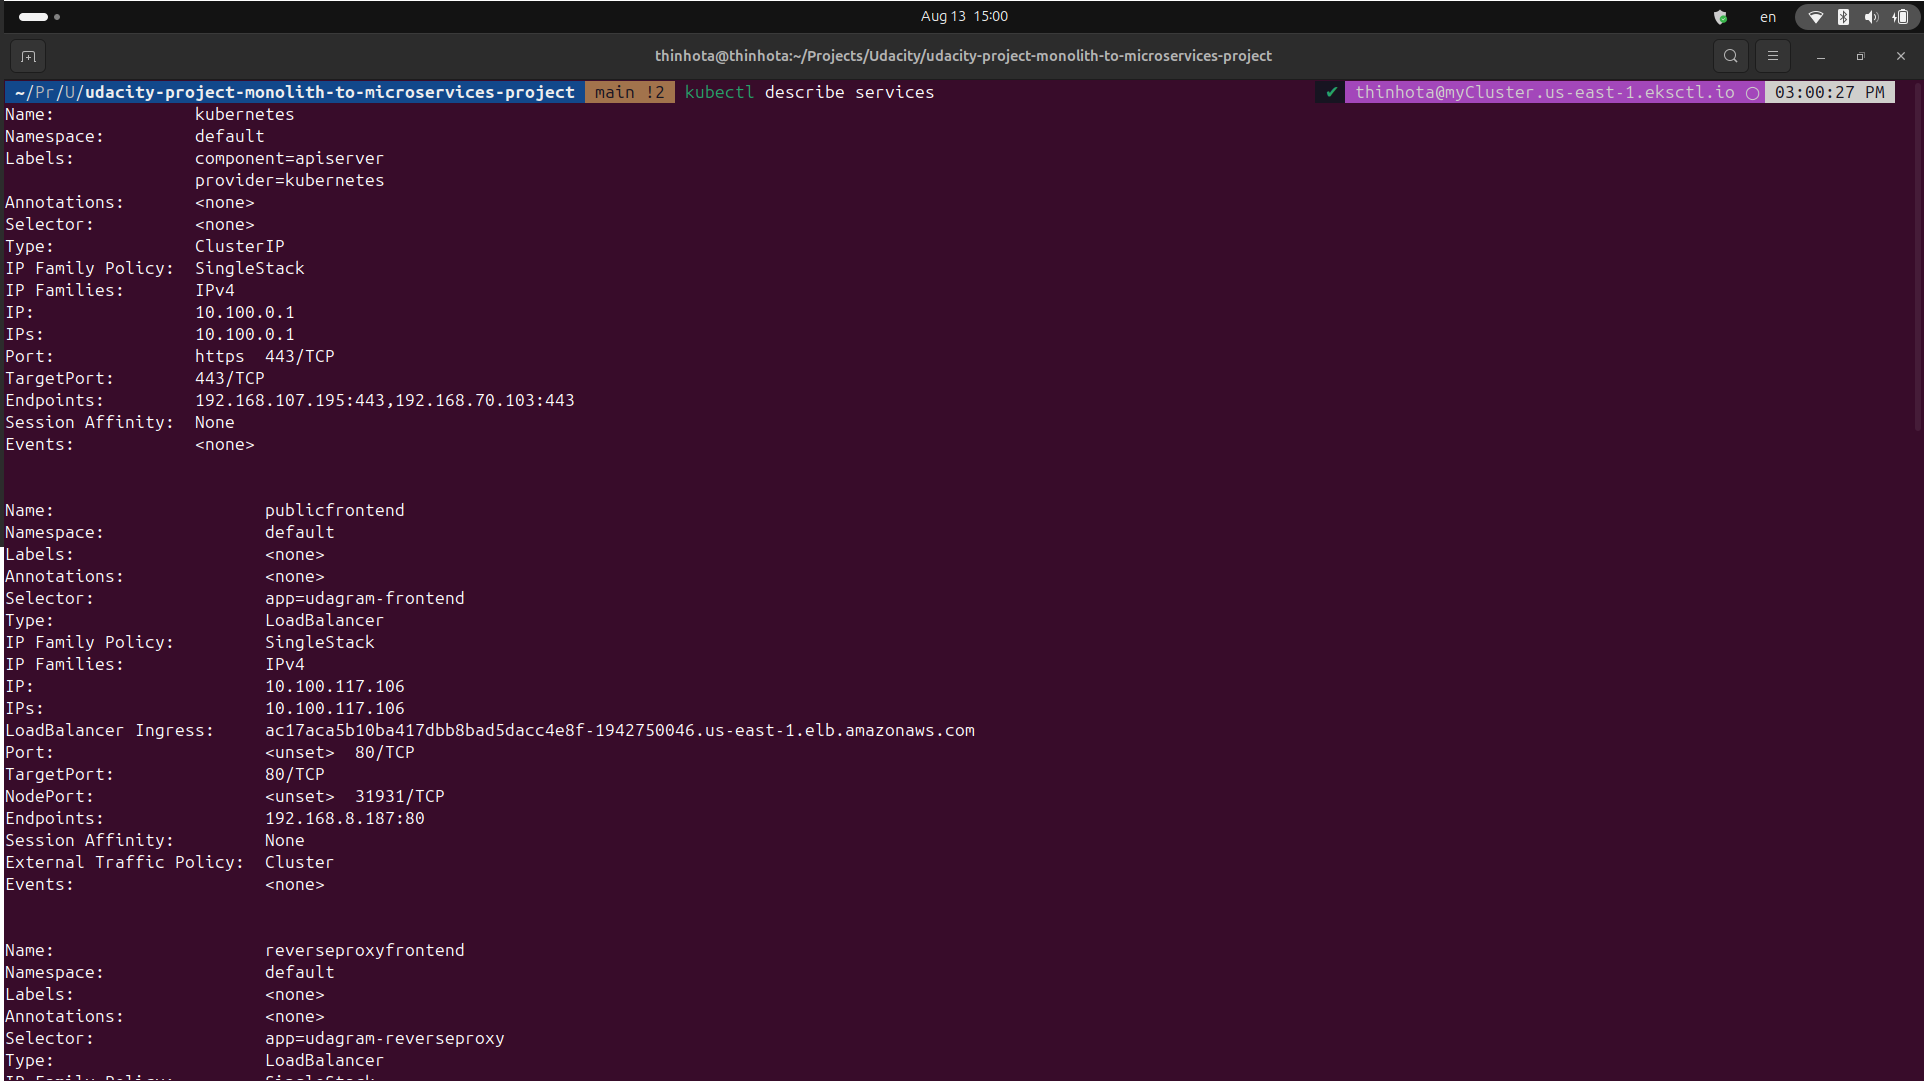 Aug 13 15:00
en
thinhota@thinhota:~/Projects/Udacity/udacity-project-monolith-to-microservices-project
~/Pr/U/udacity-project-monolith-to-microservices-project main !2 kubectl describe services ✔ thinhota@myCluster.us-east-1.eksctl.io ○ 03:00:27 PM
Name: kubernetes
Namespace: default
Labels: component=apiserver
provider=kubernetes
Annotations: <none>
Selector: <none>
Type: ClusterIP
IP Family Policy: SingleStack
IP Families: IPv4
IP: 10.100.0.1
IPs: 10.100.0.1
Port: https 443/TCP
TargetPort: 443/TCP
Endpoints: 192.168.107.195:443,192.168.70.103:443
Session Affinity: None
Events: <none>
Name: publicfrontend
Namespace: default
Labels: <none>
Annotations: <none>
Selector: app=udagram-frontend
Type: LoadBalancer
IP Family Policy: SingleStack
IP Families: IPv4
IP: 10.100.117.106
IPs: 10.100.117.106
LoadBalancer Ingress: ac17aca5b10ba417dbb8bad5dacc4e8f-1942750046.us-east-1.elb.amazonaws.com
Port: <unset> 80/TCP
TargetPort: 80/TCP
NodePort: <unset> 31931/TCP
Endpoints: 192.168.8.187:80
Session Affinity: None
External Traffic Policy: Cluster
Events: <none>
Name: reverseproxyfrontend
Namespace: default
Labels: <none>
Annotations: <none>
Selector: app=udagram-reverseproxy
Type: LoadBalancer
IP Family Policy: SingleStack